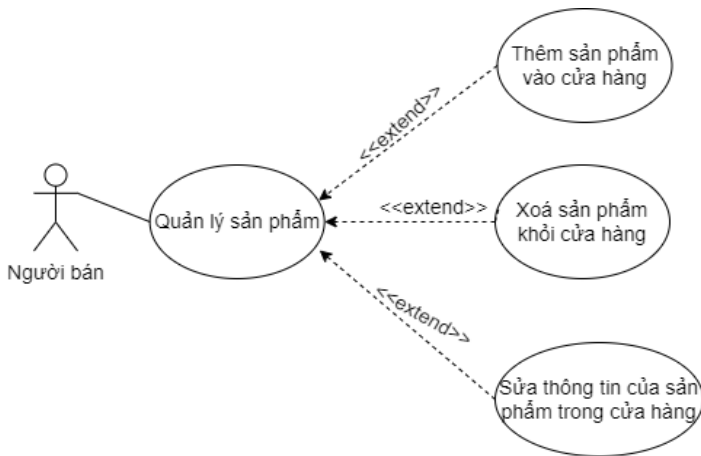 Thêm sản phẩm
vào cửa hàng
<<extend>>
Quản lý sản phẩm
<<extend>>
Xoá sản phẩm
khỏi cửa hàng
Người bán
<<extend>>
Sửa thông tin của sản
phẩm trong cửa hàng